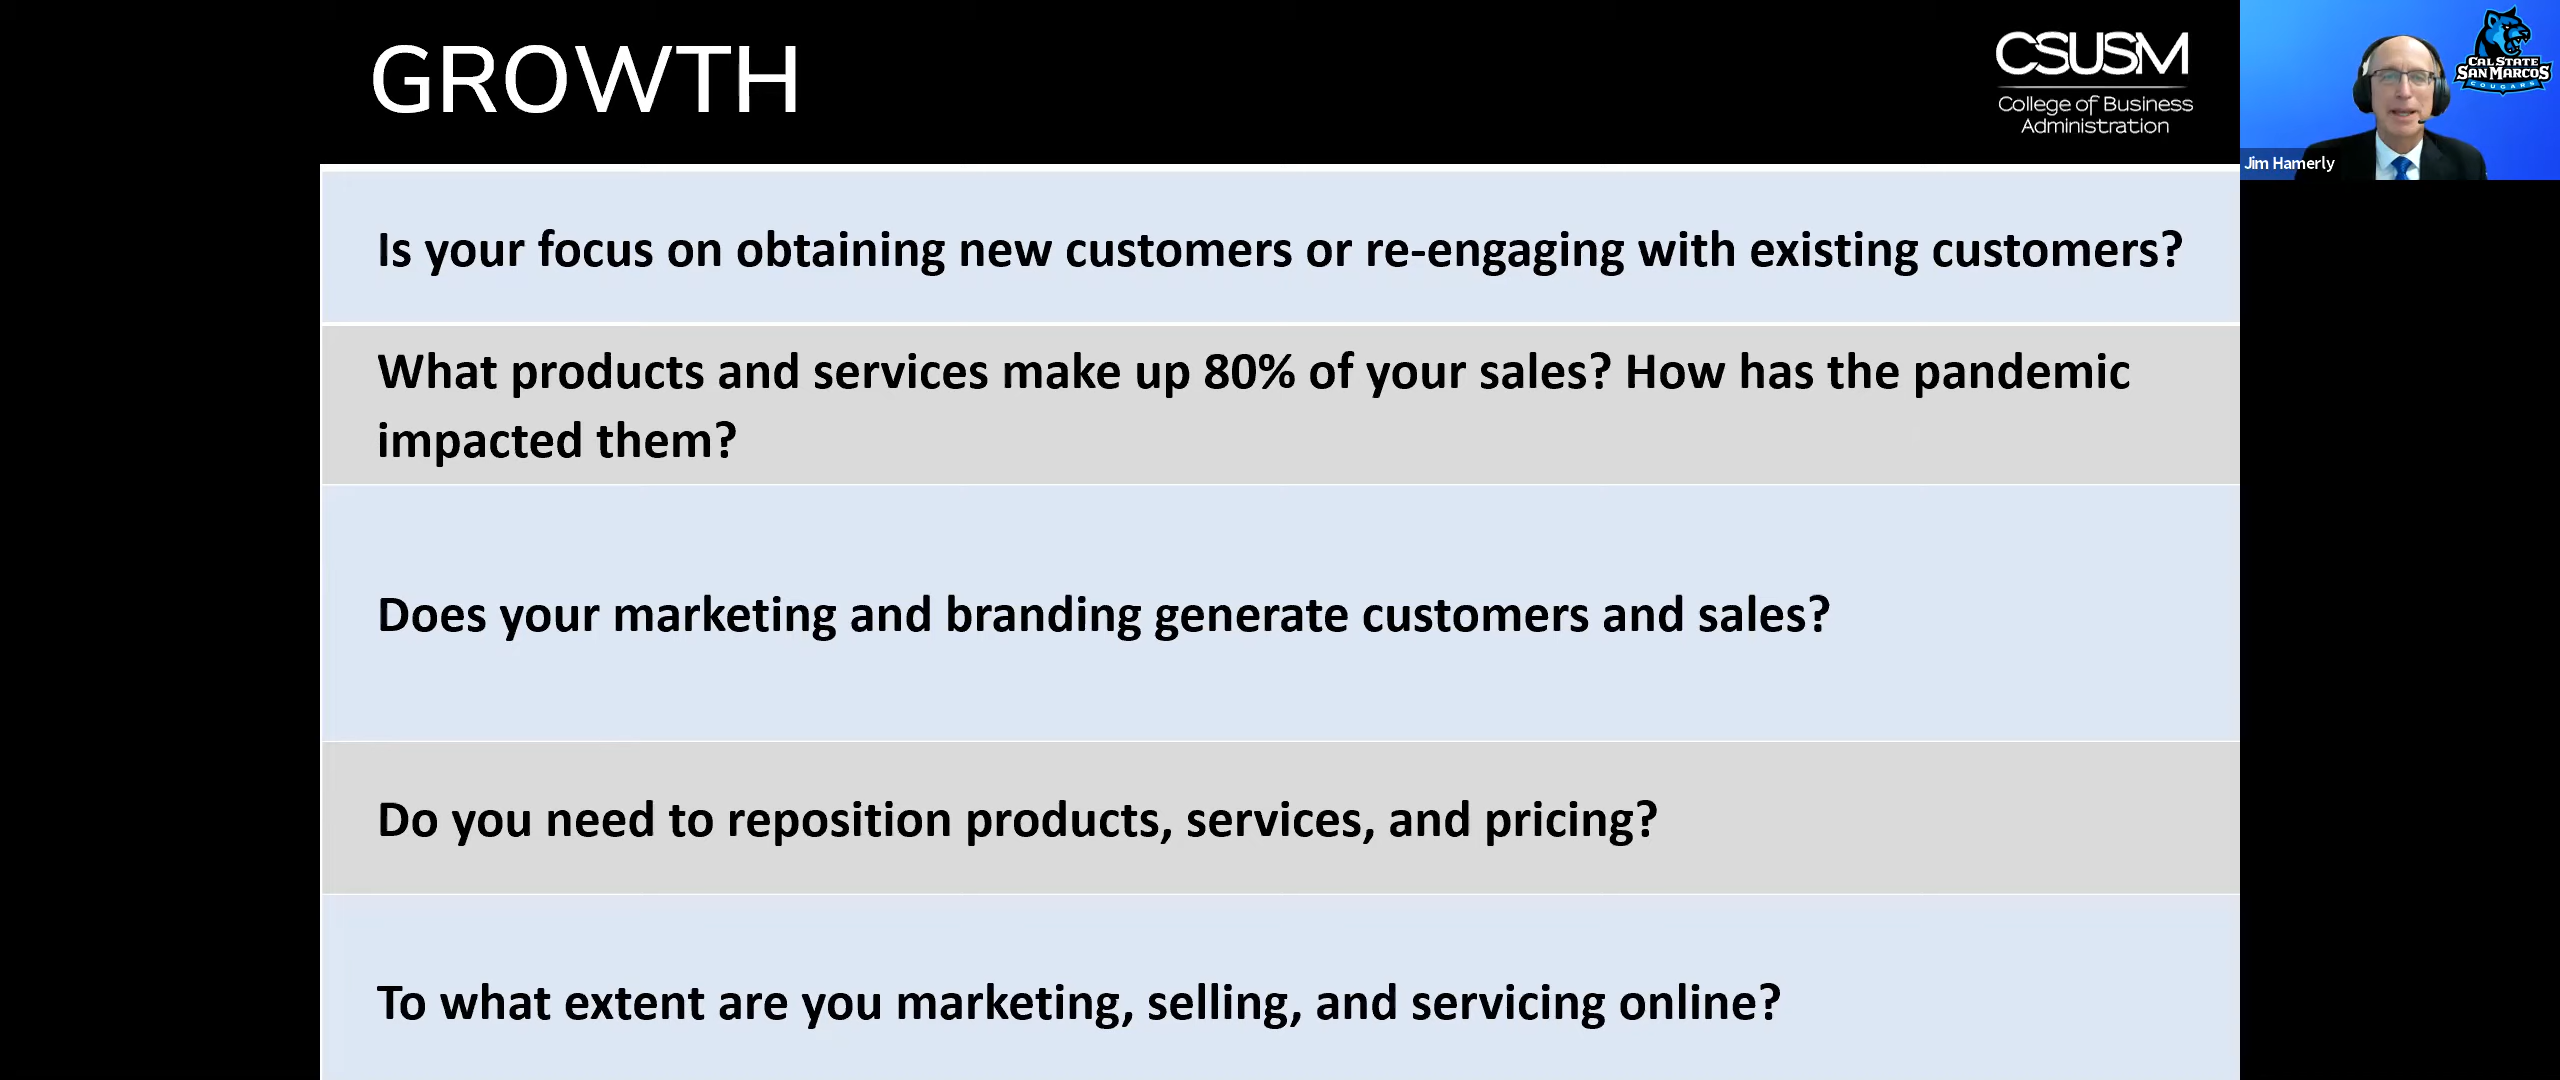 GROWTH
CSUSM
College of Business
Administration
CAL STATE
SAN MARCOS
COUGARS
Jim Hamerly
Is your focus on obtaining new customers or re-engaging with existing customers?
What products and services make up 80% of your sales? How has the pandemic
impacted them?
Does your marketing and branding generate customers and sales?
Do you need to reposition products, services, and pricing?
To what extent are you marketing, selling, and servicing online?